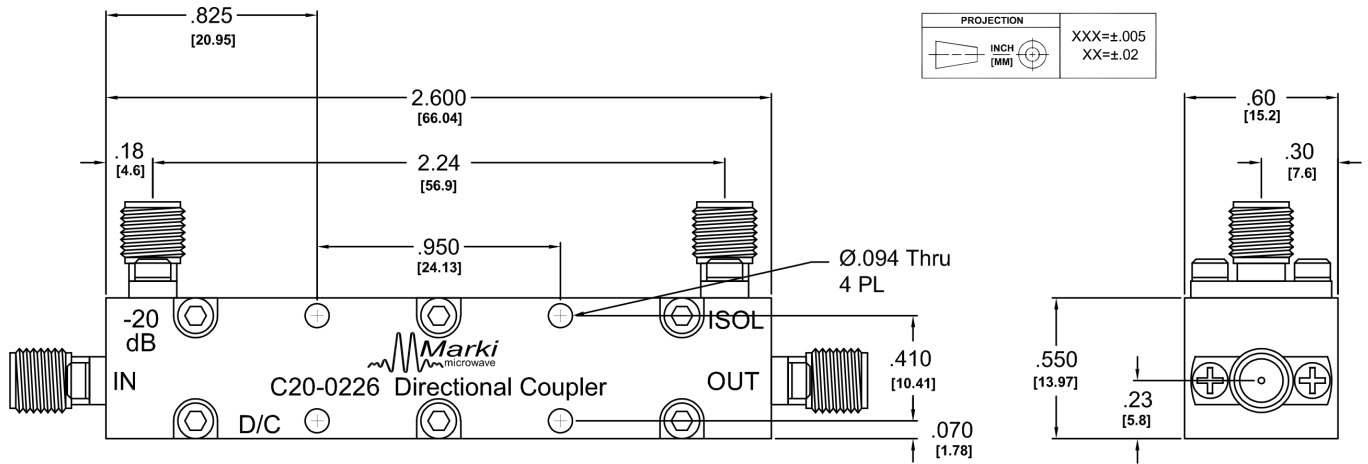 .825
[20.95]
PROJECTION
INCH
[MM]
XXX=±.005
XX=±.02
2.600
[66.04]
.60
[15.2]
.18
[4.6]
2.24
[56.9]
.30
[7.6]
.950
[24.13]
Ø.094 Thru
4 PL
-20
dB
ISOL
Marki
microwave
IN
C20-0226 Directional Coupler
OUT
D/C
.410
[10.41]
.070
[1.78]
.550
[13.97]
.23
[5.8]